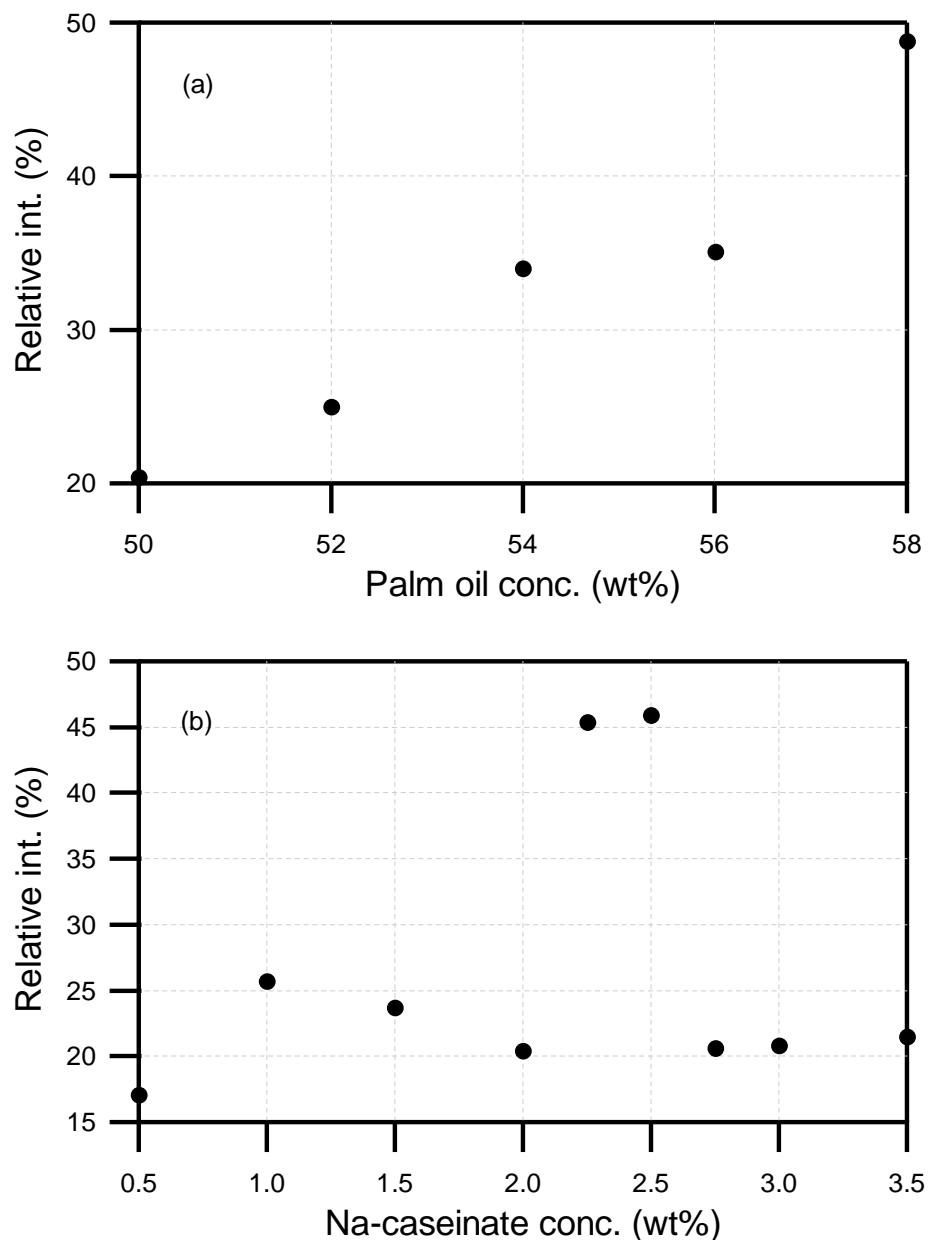 50
(a)
40
30
20
Relative int. (%)
50 52 54 56 58
Palm oil conc. (wt%)
50
(b)
45
40
35
30
25
20
15
Relative int. (%)
0.5 1.0 1.5 2.0 2.5 3.0 3.5
Na-caseinate conc. (wt%)